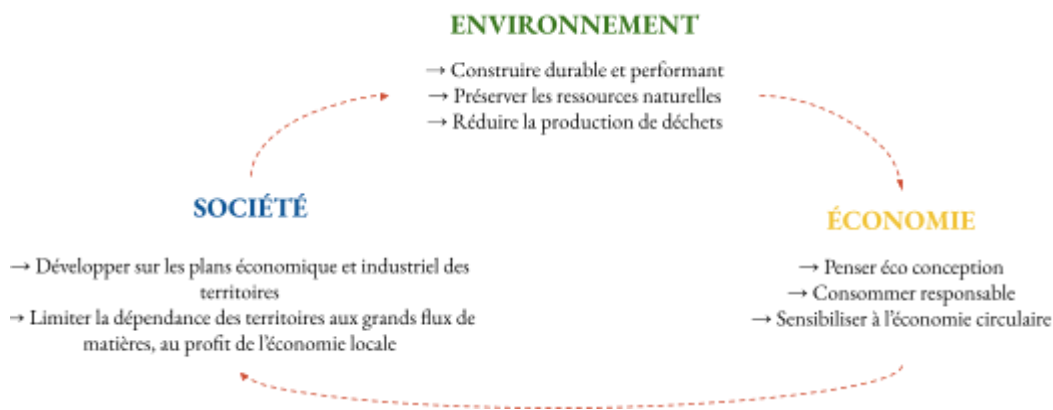 ENVIRONNEMENT
→ Construire durable et performant
→ Préserver les ressources naturelles
→ Réduire la production de déchets
SOCIÉTÉ
→ Développer sur les plans économique et industriel des
territoires
→ Limiter la dépendance des territoires aux grands flux de
matières, au profit de l'économie locale
ÉCONOMIE
→ Penser éco conception
→ Consommer responsable
→ Sensibiliser à l'économie circulaire